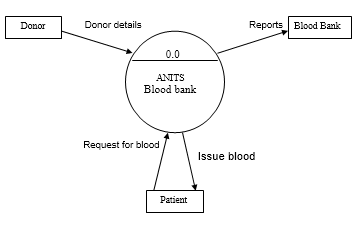 Donor
Donor details
Reports
Blood Bank
0.0
ANITS
Blood bank
Request for blood
Issue blood
Patient